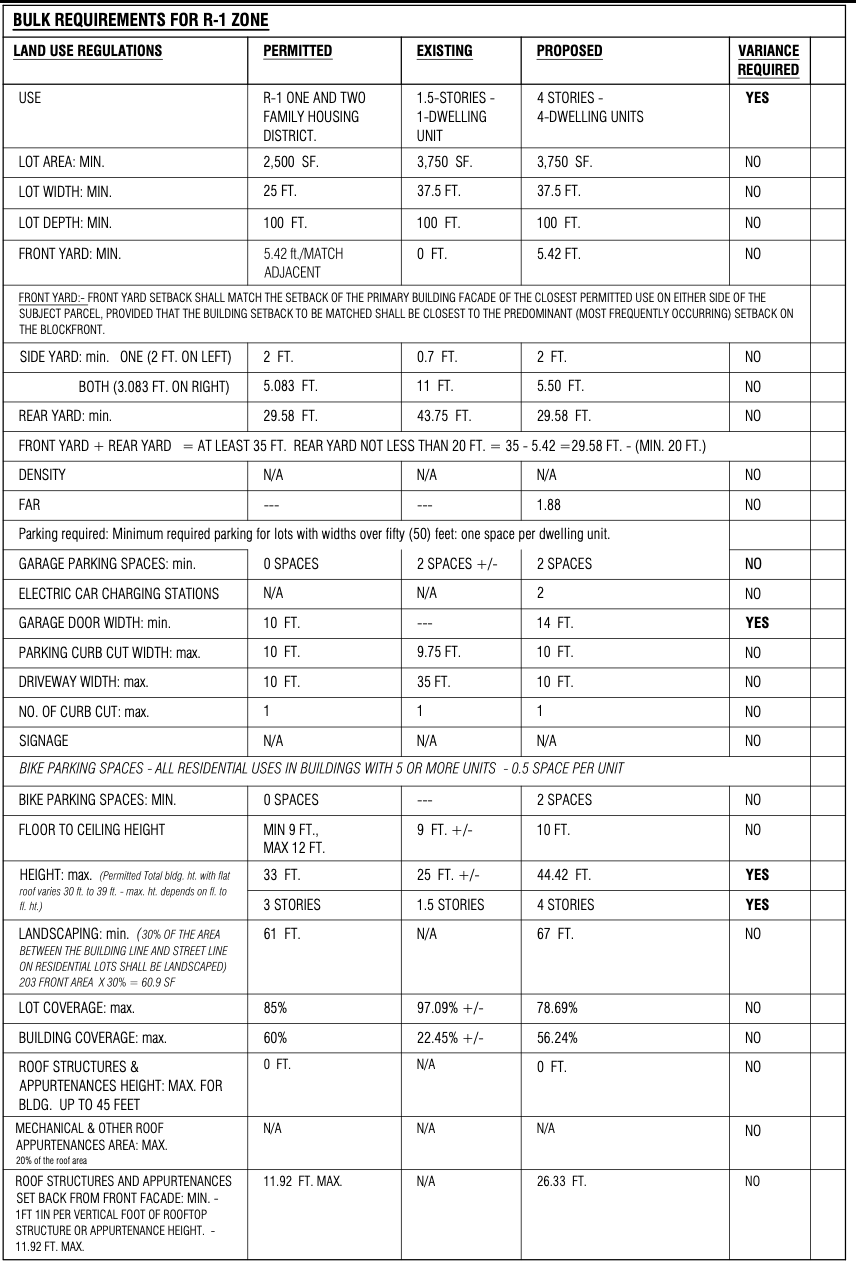 BULK REQUIREMENTS FOR R-1 ZONE
LAND USE REGULATIONS PERMITTED EXISTING PROPOSED VARIANCE REQUIRED
USE R-1 ONE AND TWO 1.5-STORIES - 4 STORIES - YES
FAMILY HOUSING 1-DWELLING 4-DWELLING UNITS
DISTRICT. UNIT
LOT AREA: MIN. 2,500 SF. 3,750 SF. 3,750 SF. NO
LOT WIDTH: MIN. 25 FT. 37.5 FT. 37.5 FT. NO
LOT DEPTH: MIN. 100 FT. 100 FT. 100 FT. NO
FRONT YARD: MIN. 5.42 ft./MATCH 0 FT. 5.42 FT. NO
ADJACENT
FRONT YARD:- FRONT YARD SETBACK SHALL MATCH THE SETBACK OF THE PRIMARY BUILDING FACADE OF THE CLOSEST PERMITTED USE ON EITHER SIDE OF THE
SUBJECT PARCEL, PROVIDED THAT THE BUILDING SETBACK TO BE MATCHED SHALL BE CLOSEST TO THE PREDOMINANT (MOST FREQUENTLY OCCURRING) SETBACK ON
THE BLOCKFRONT.
SIDE YARD: min. ONE (2 FT. ON LEFT) 2 FT. 0.7 FT. 2 FT. NO
BOTH (3.083 FT. ON RIGHT) 5.083 FT. 11 FT. 5.50 FT. NO
REAR YARD: min. 29.58 FT. 43.75 FT. 29.58 FT. NO
FRONT YARD + REAR YARD = AT LEAST 35 FT. REAR YARD NOT LESS THAN 20 FT. = 35 - 5.42 =29.58 FT. - (MIN. 20 FT.)
DENSITY N/A N/A N/A NO
FAR --- --- 1.88 NO
Parking required: Minimum required parking for lots with widths over fifty (50) feet: one space per dwelling unit.
GARAGE PARKING SPACES: min. 0 SPACES 2 SPACES +/- 2 SPACES NO
ELECTRIC CAR CHARGING STATIONS N/A N/A 2 NO
GARAGE DOOR WIDTH: min. 10 FT. --- 14 FT. YES
PARKING CURB CUT WIDTH: max. 10 FT. 9.75 FT. 10 FT. NO
DRIVEWAY WIDTH: max. 10 FT. 35 FT. 10 FT. NO
NO. OF CURB CUT: max. 1 1 1 NO
SIGNAGE N/A N/A N/A NO
BIKE PARKING SPACES - ALL RESIDENTIAL USES IN BUILDINGS WITH 5 OR MORE UNITS - 0.5 SPACE PER UNIT
BIKE PARKING SPACES: MIN. 0 SPACES --- 2 SPACES NO
FLOOR TO CEILING HEIGHT MIN 9 FT., 9 FT. +/- 10 FT. NO
MAX 12 FT.
HEIGHT: max. (Permitted Total bldg. ht. with flat 33 FT. 25 FT. +/- 44.42 FT. YES
roof varies 30 ft. to 39 ft. - max. ht. depends on fl. to
fl. ht.) 3 STORIES 1.5 STORIES 4 STORIES YES
LANDSCAPING: min. (30% OF THE AREA 61 FT. N/A 67 FT. NO
BETWEEN THE BUILDING LINE AND STREET LINE
ON RESIDENTIAL LOTS SHALL BE LANDSCAPED)
203 FRONT AREA X 30% = 60.9 SF
LOT COVERAGE: max. 85% 97.09% +/- 78.69% NO
BUILDING COVERAGE: max. 60% 22.45% +/- 56.24% NO
ROOF STRUCTURES & 0 FT. N/A 0 FT. NO
APPURTENANCES HEIGHT: MAX. FOR
BLDG. UP TO 45 FEET
MECHANICAL & OTHER ROOF N/A N/A N/A NO
APPURTENANCES AREA: MAX.
20% of the roof area
ROOF STRUCTURES AND APPURTENANCES 11.92 FT. MAX. N/A 26.33 FT. NO
SET BACK FROM FRONT FACADE: MIN. -
1FT 1IN PER VERTICAL FOOT OF ROOFTOP
STRUCTURE OR APPURTENANCE HEIGHT. -
11.92 FT. MAX.